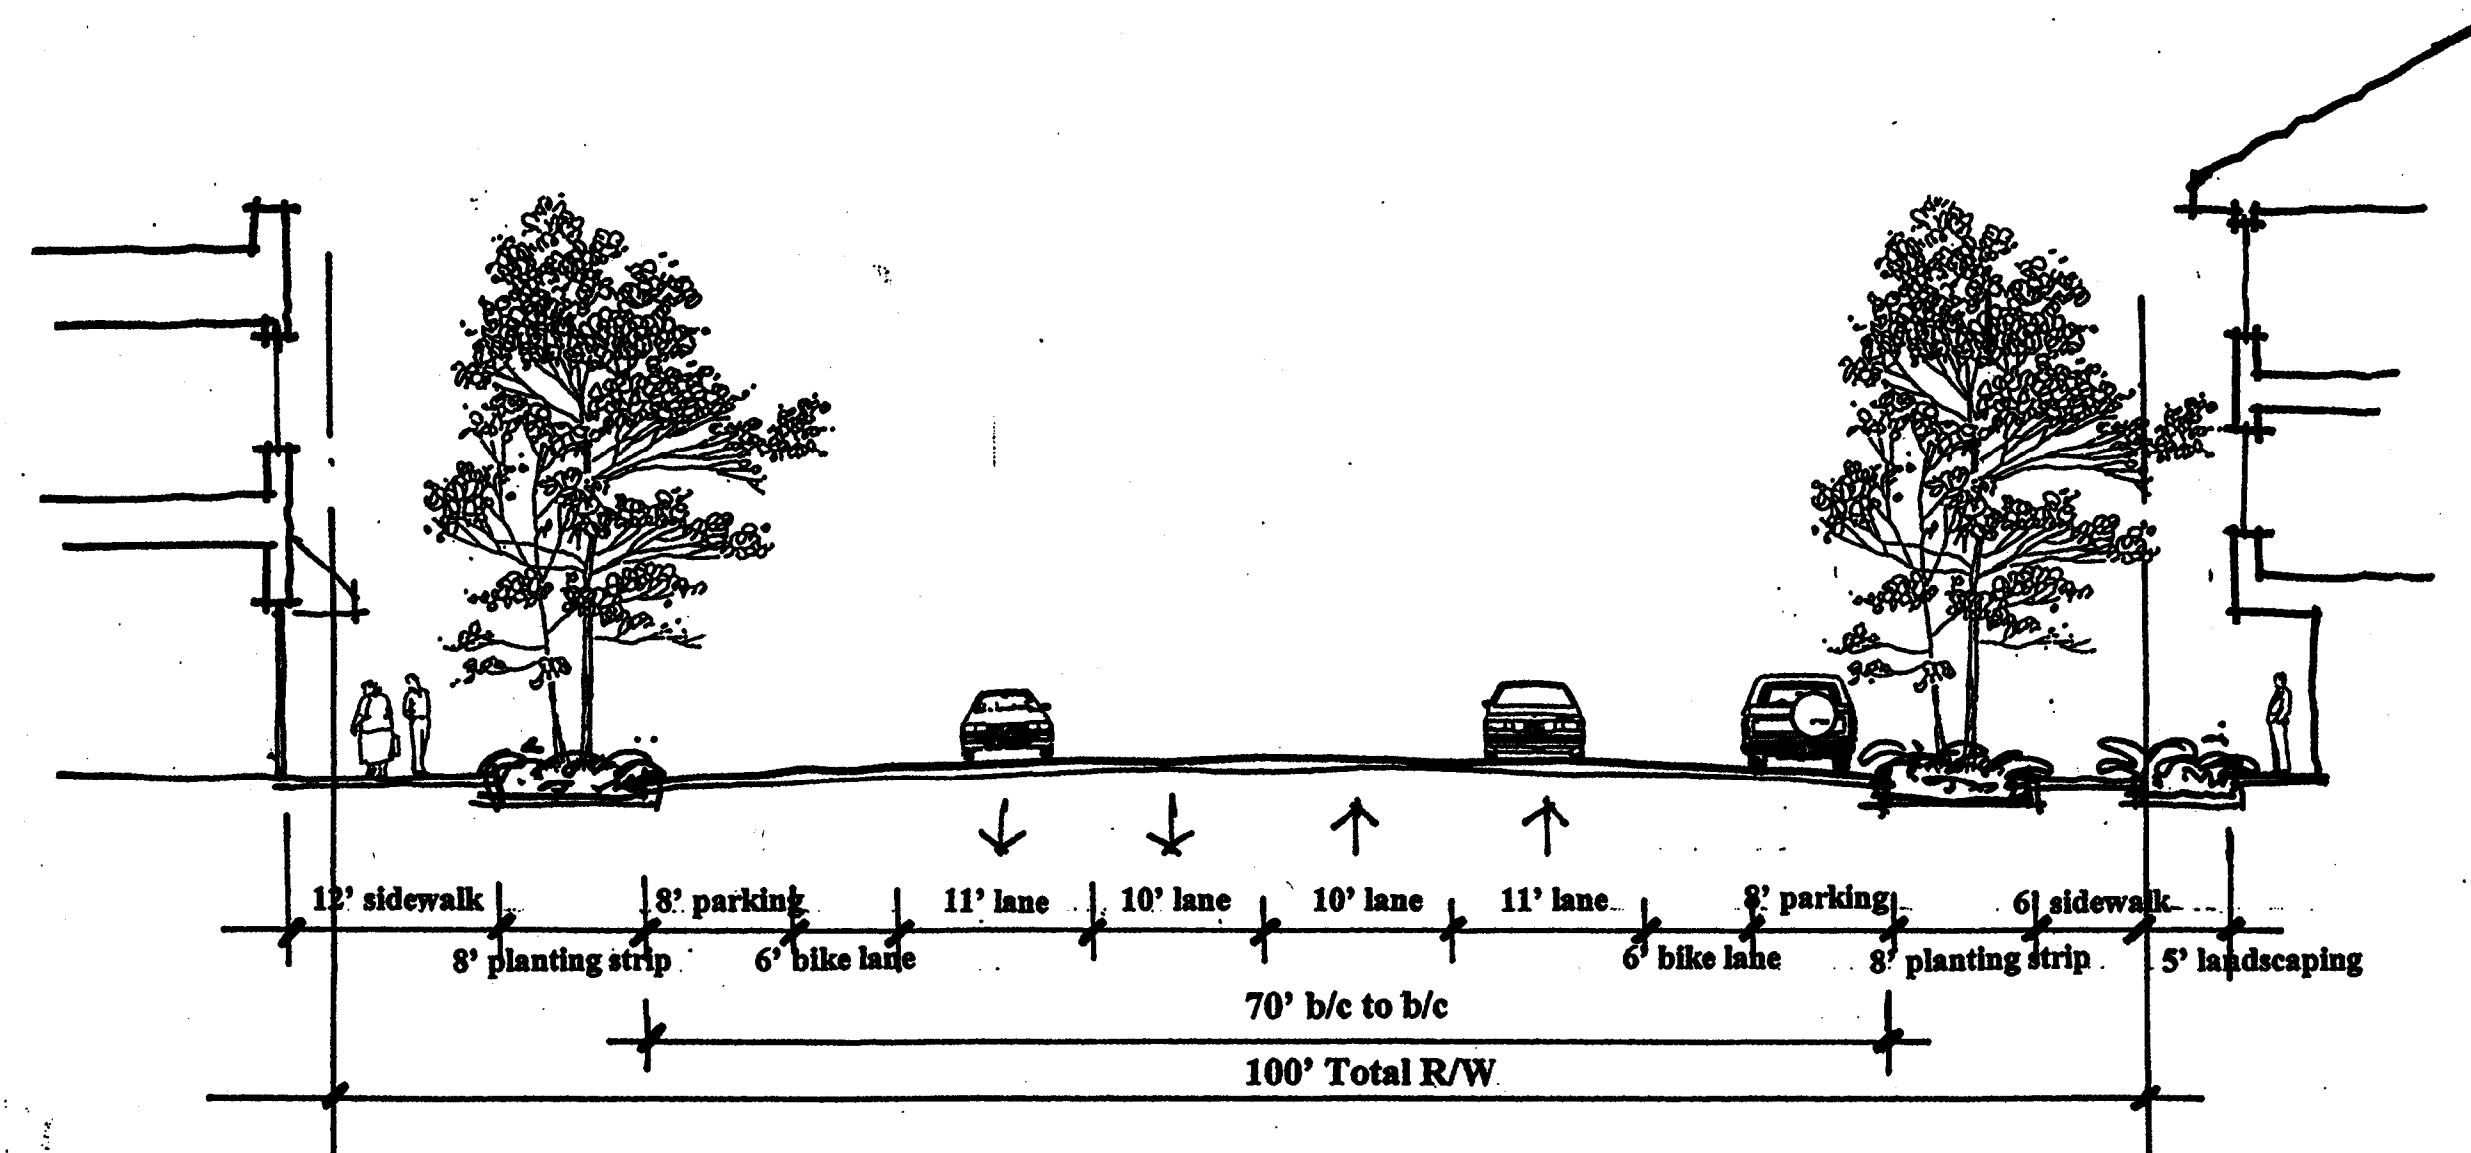 12’ sidewalk 8’ parking 11’ lane 10’ lane 10’ lane 11’ lane 8’ parking 6’ sidewalk
8’ planting strip 6’ bike lane 6’ bike lane 8’ planting strip 5’ landscaping
70’ b/c to b/c
100’ Total R/W